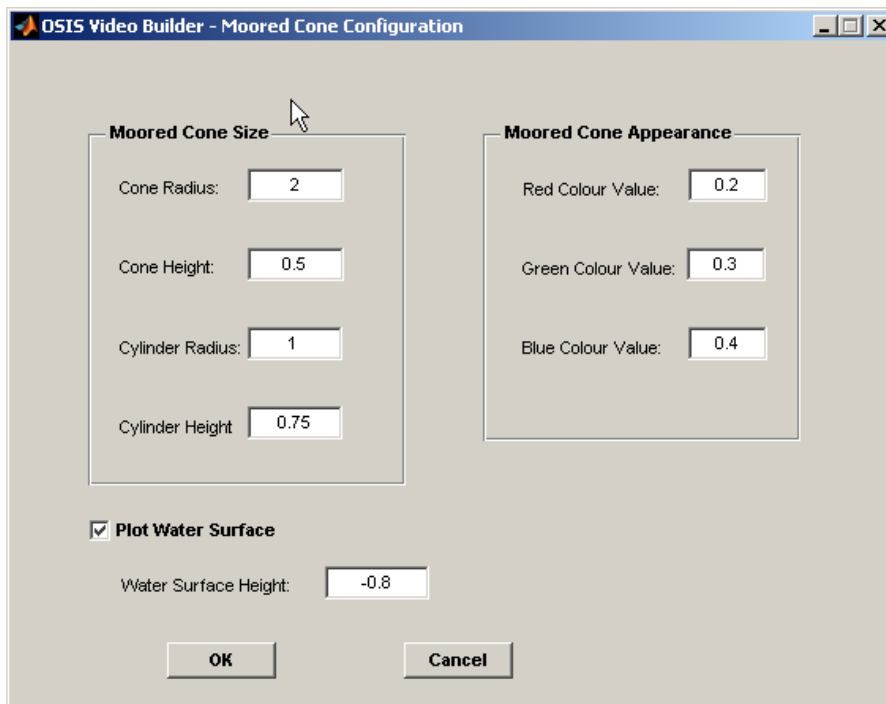 OSIS Video Builder - Moored Cone Configuration
Moored Cone Size
Cone Radius: 2
Cone Height: 0.5
Cylinder Radius: 1
Cylinder Height 0.75
Moored Cone Appearance
Red Colour Value: 0.2
Green Colour Value: 0.3
Blue Colour Value: 0.4
Plot Water Surface
Water Surface Height: -0.8
OK Cancel